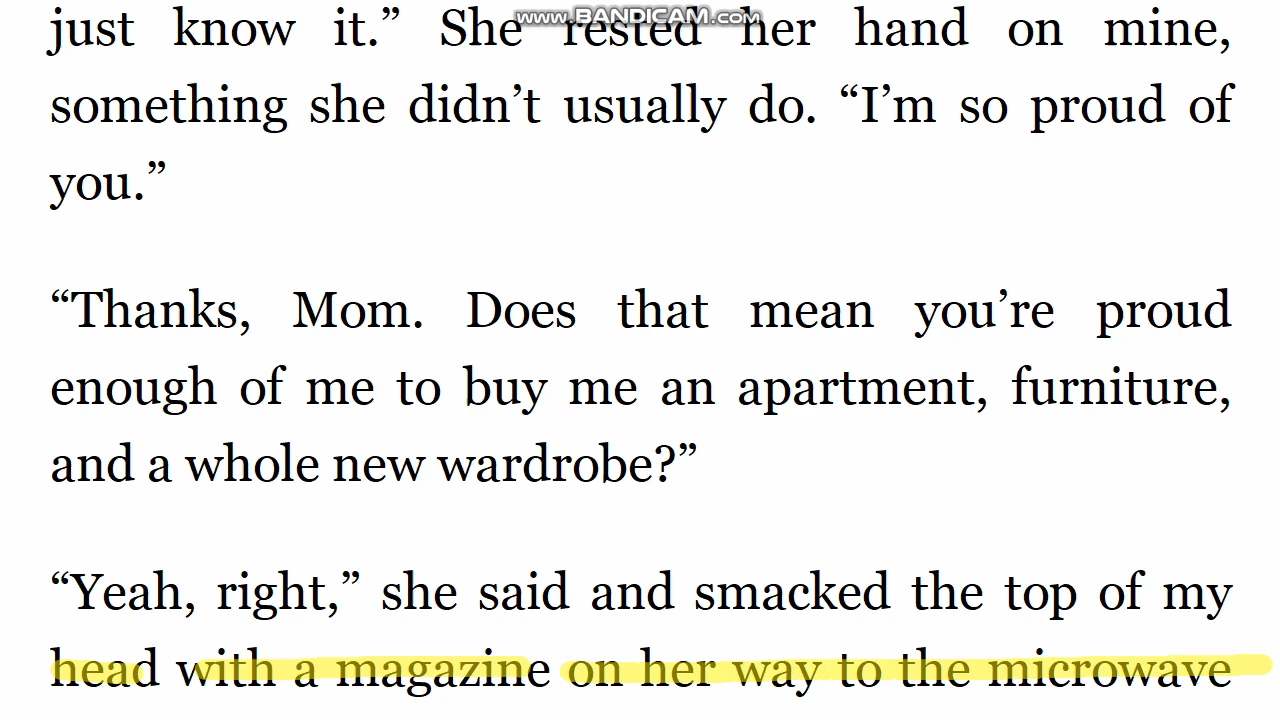 www.BANDICAM.com
just know it.” She rested her hand on mine,
something she didn’t usually do. “I’m so proud of
you.”
“Thanks, Mom. Does that mean you’re proud
enough of me to buy me an apartment, furniture,
and a whole new wardrobe?”
“Yeah, right,” she said and smacked the top of my
head with a magazine on her way to the microwave